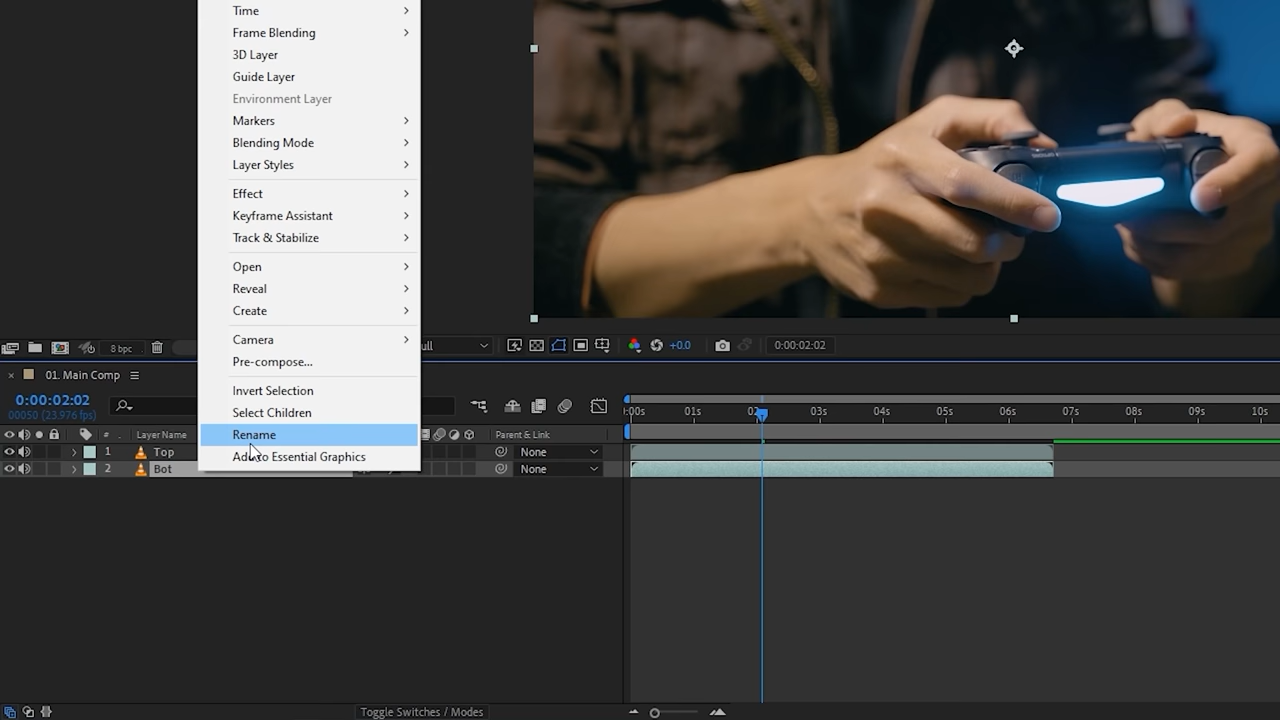 Time
Frame Blending
3D Layer
Guide Layer
Environment Layer
Markers
Blending Mode
Layer Styles
Effect
Keyframe Assistant
Track & Stabilize
Open
Reveal
Create
Camera
Pre-compose...
Invert Selection
Select Children
Rename
Add to Essential Graphics
8 bpc
+0.0
0:00:02:02
01. Main Comp
0:00:02:02
00050 (23.976 fps)
:00s 01s 03s 04s 05s 06s 07s 08s 09s 10s
# Layer Name Parent & Link
1 Top None
2 Bot None
Toggle Switches / Modes